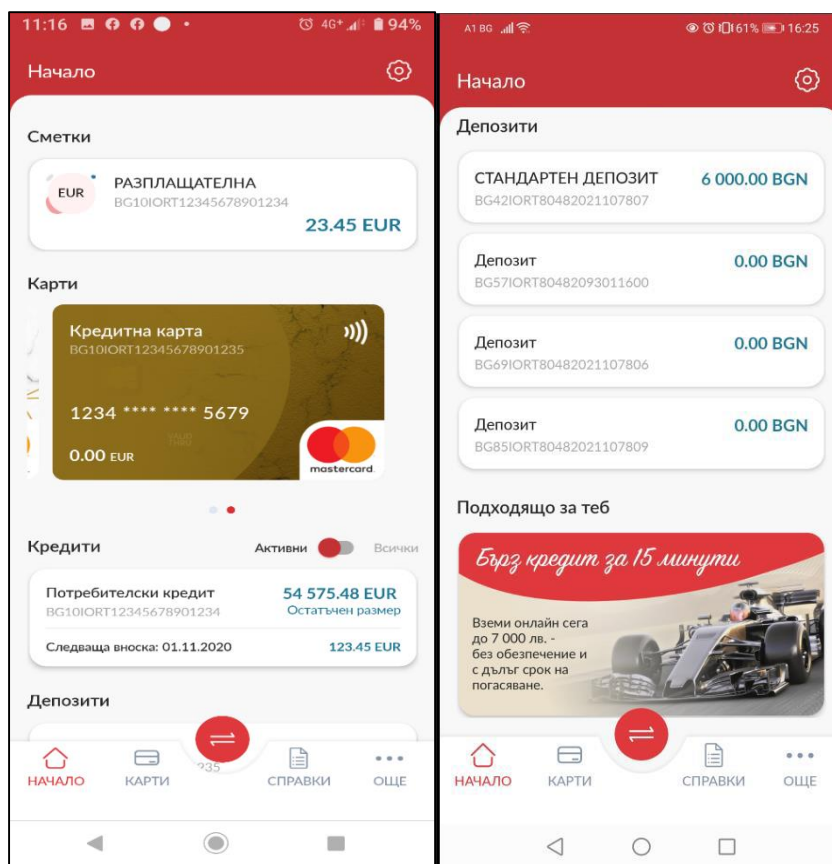 11:16
4G+
94%
Начало
Сметки
EUR
РАЗПЛАЩАТЕЛНА
BG10IORT12345678901234
23.45 EUR
Карти
Кредитна карта
BG10IORT12345678901235
1234 **** **** 5679
VALID
THRU
0.00 EUR
mastercard
Кредити
Активни
Всички
Потребителски кредит
54 575.48 EUR
BG10IORT12345678901234
Остатъчен размер
Следваща вноска: 01.11.2020
123.45 EUR
Депозити
235
НАЧАЛО
КАРТИ
СПРАВКИ
ОЩЕ
A1 BG
61%
16:25
Начало
Депозити
СТАНДАРТЕН ДЕПОЗИТ
6 000.00 BGN
BG42IORT80482021107807
Депозит
0.00 BGN
BG57IORT80482093011600
Депозит
0.00 BGN
BG69IORT80482021107806
Депозит
0.00 BGN
BG85IORT80482021107809
Подходящо за теб
Бърз кредит за 15 минути
Вземи онлайн сега
до 7 000 лв. -
без обезпечение и
с дълъг срок на
погасяване.
НАЧАЛО
КАРТИ
СПРАВКИ
ОЩЕ